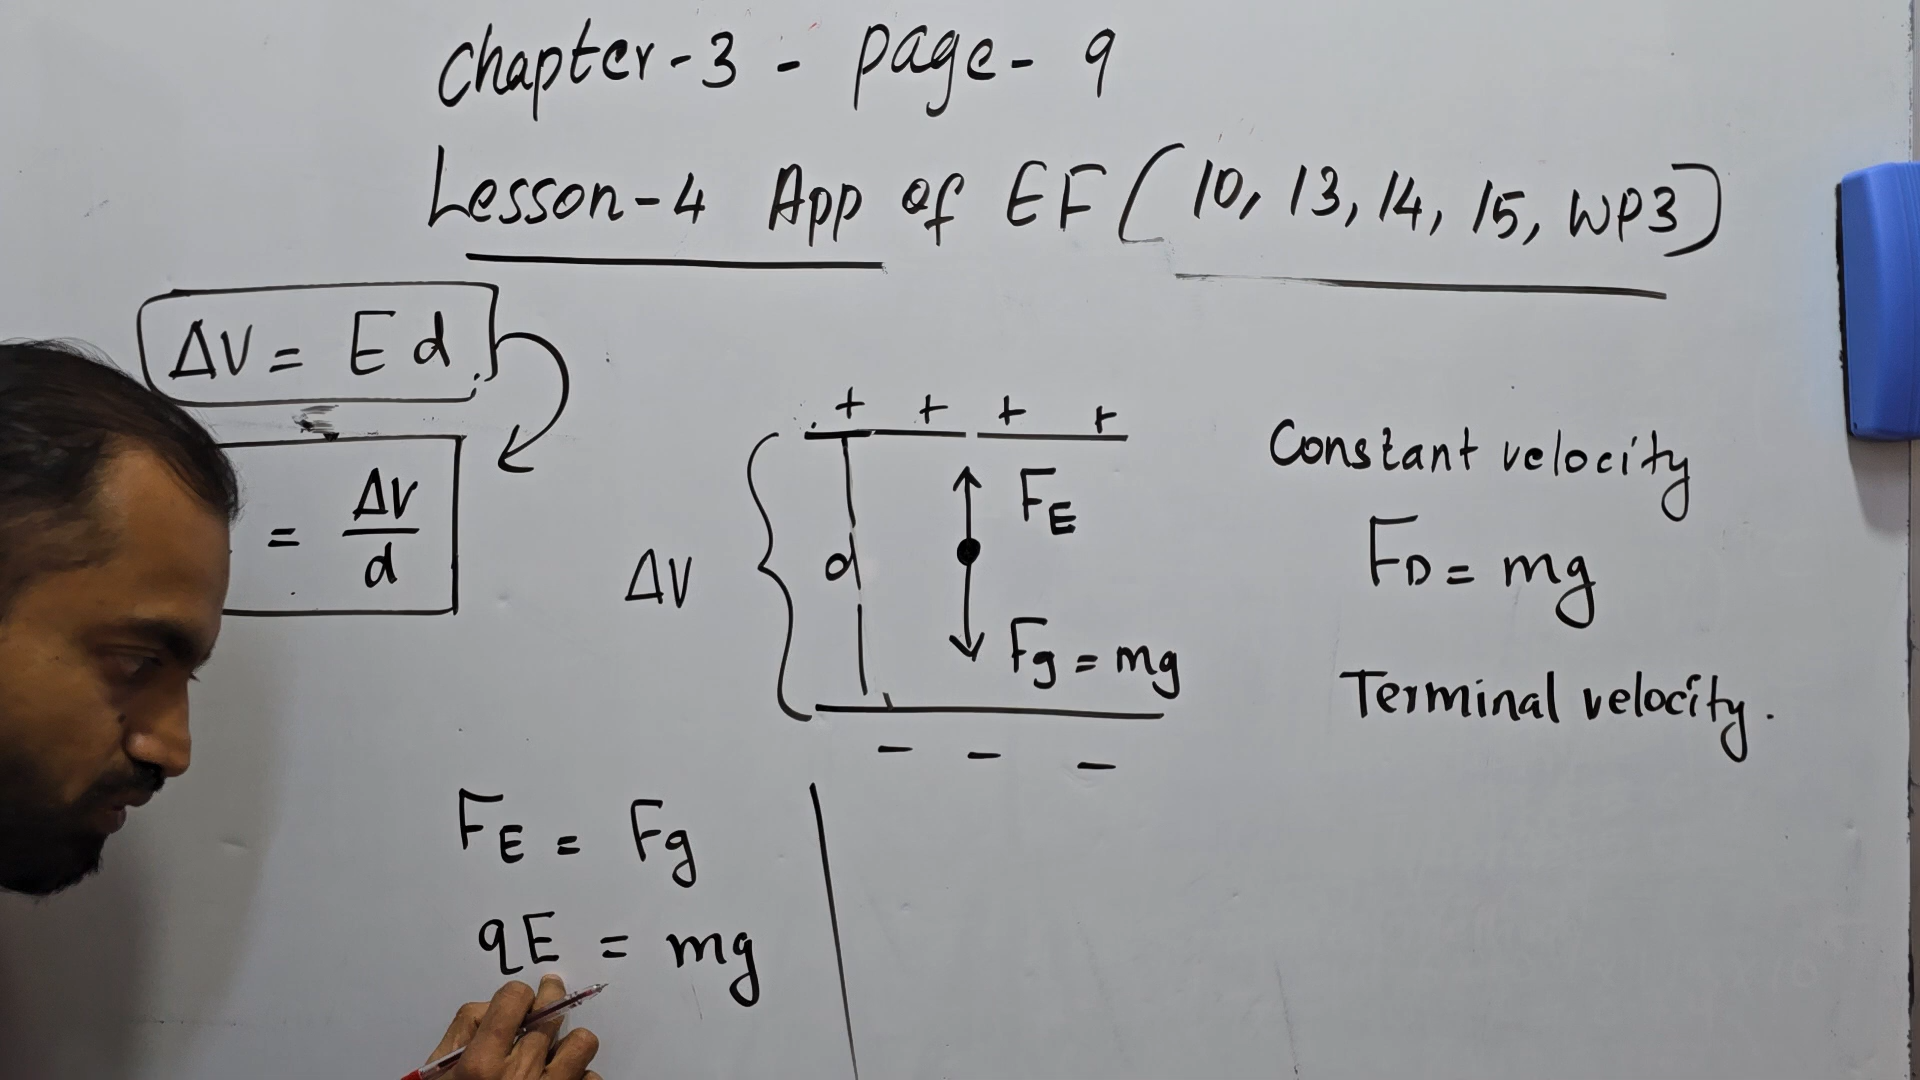 Chapter-3 - page- 9
Lesson-4 App of EF (10, 13, 14, 15, WP3)
ΔV = E d
= ΔV/d
+ + + +
ΔV
d
F_E
F_g = mg
- - -
Constant velocity
F_D = mg
Terminal velocity.
F_E = F_g
qE = mg